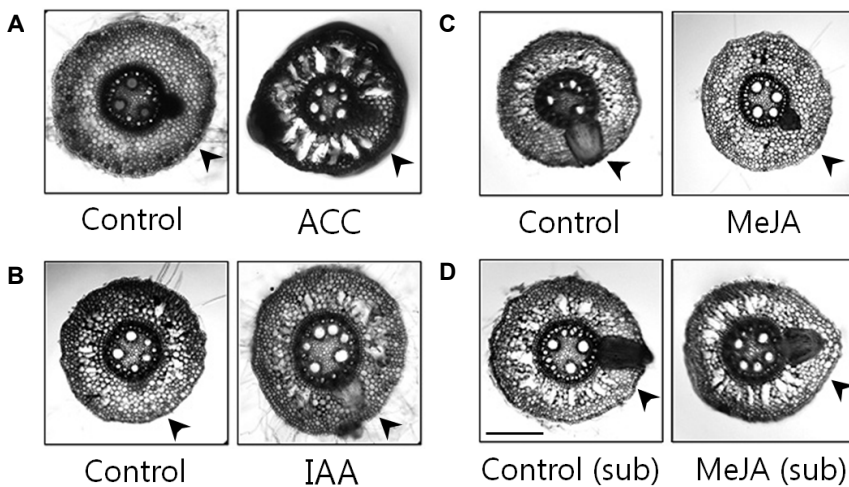 A
Control
ACC
B
Control
IAA
C
Control
MeJA
D
Control (sub)
MeJA (sub)